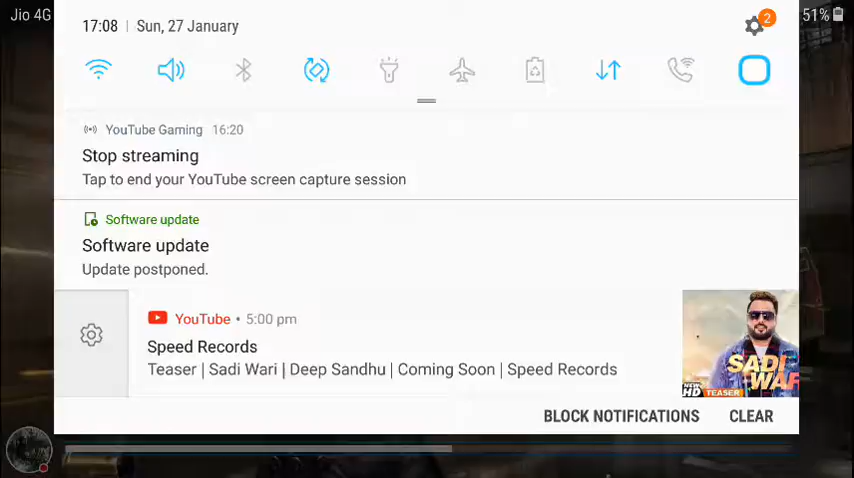 Jio 4G
17:08 | Sun, 27 January
2
51%
YouTube Gaming 16:20
Stop streaming
Tap to end your YouTube screen capture session
Software update
Software update
Update postponed.
YouTube • 5:00 pm
Speed Records
Teaser | Sadi Wari | Deep Sandhu | Coming Soon | Speed Records
SADI
WAR
HD TEASER
BLOCK NOTIFICATIONS CLEAR